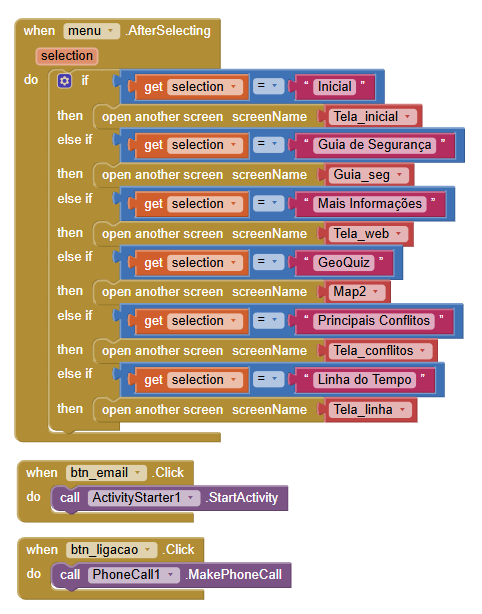 when menu .AfterSelecting
selection
do if get selection = " Inicial "
then open another screen screenName Tela_inicial
else if get selection = " Guia de Segurança "
then open another screen screenName Guia_seg
else if get selection = " Mais Informações "
then open another screen screenName Tela_web
else if get selection = " GeoQuiz "
then open another screen screenName Map2
else if get selection = " Principais Conflitos "
then open another screen screenName Tela_conflitos
else if get selection = " Linha do Tempo "
then open another screen screenName Tela_linha
when btn_email .Click
do call ActivityStarter1 .StartActivity
when btn_ligacao .Click
do call PhoneCall1 .MakePhoneCall